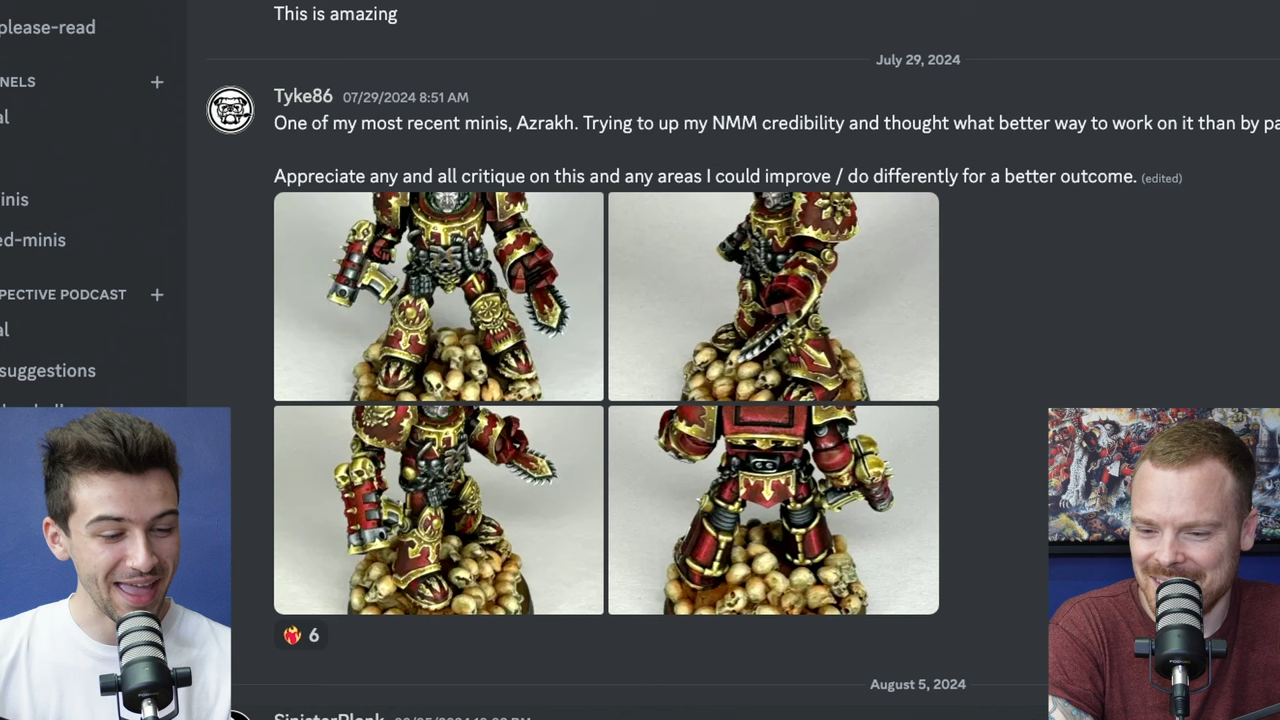 please-read
NELS
al
inis
ed-minis
PECTIVE PODCAST
al
suggestions
This is amazing
July 29, 2024
Tyke86 07/29/2024 8:51 AM
One of my most recent minis, Azrakh. Trying to up my NMM credibility and thought what better way to work on it than by pa
Appreciate any and all critique on this and any areas I could improve / do differently for a better outcome. (edited)
6
August 5, 2024
SinisterPlank